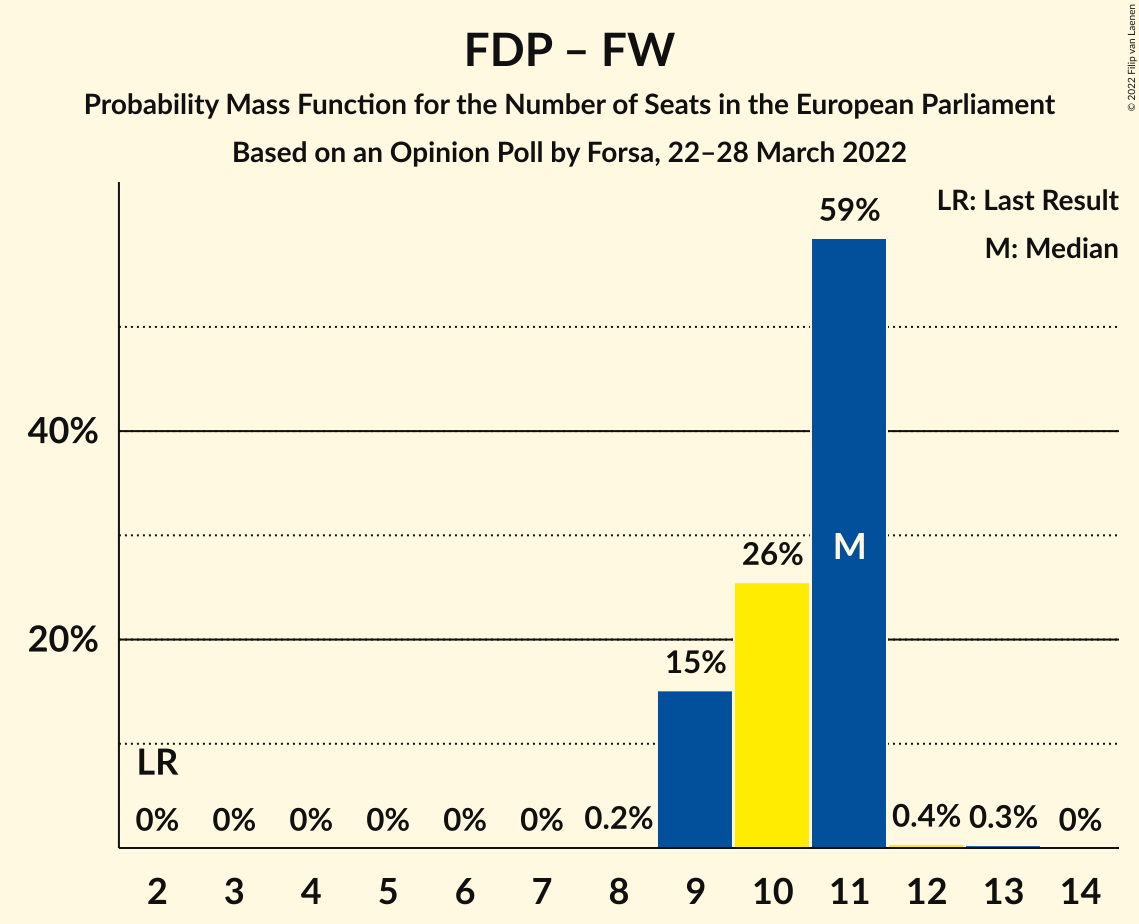 FDP – FW
Probability Mass Function for the Number of Seats in the European Parliament
Based on an Opinion Poll by Forsa, 22–28 March 2022
© 2022 Filip van Laenen
LR: Last Result
M: Median
59%
40%
M
26%
20%
15%
LR
0% 0% 0% 0% 0% 0% 0.2% 0.4% 0.3% 0%
2 3 4 5 6 7 8 9 10 11 12 13 14